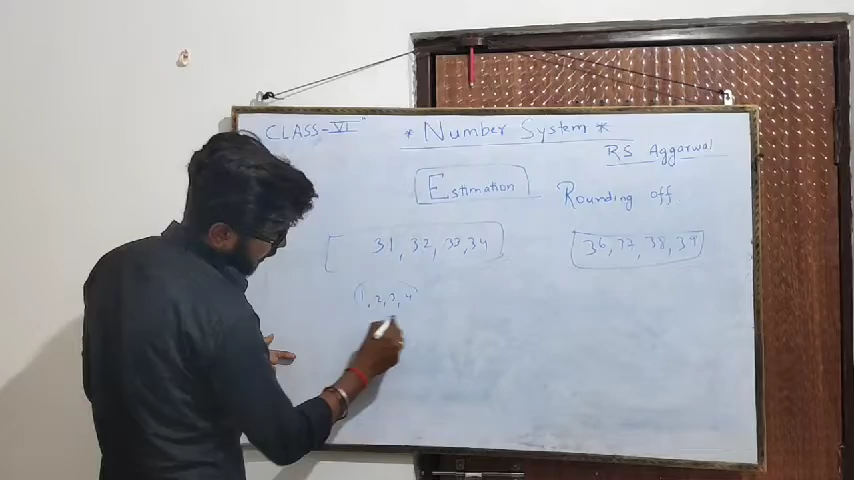 CLASS-VI
* Number System *
RS Aggarwal
Estimation
Rounding off
31, 32, 33, 34
36, 37, 38, 39
1, 2, 3, 4